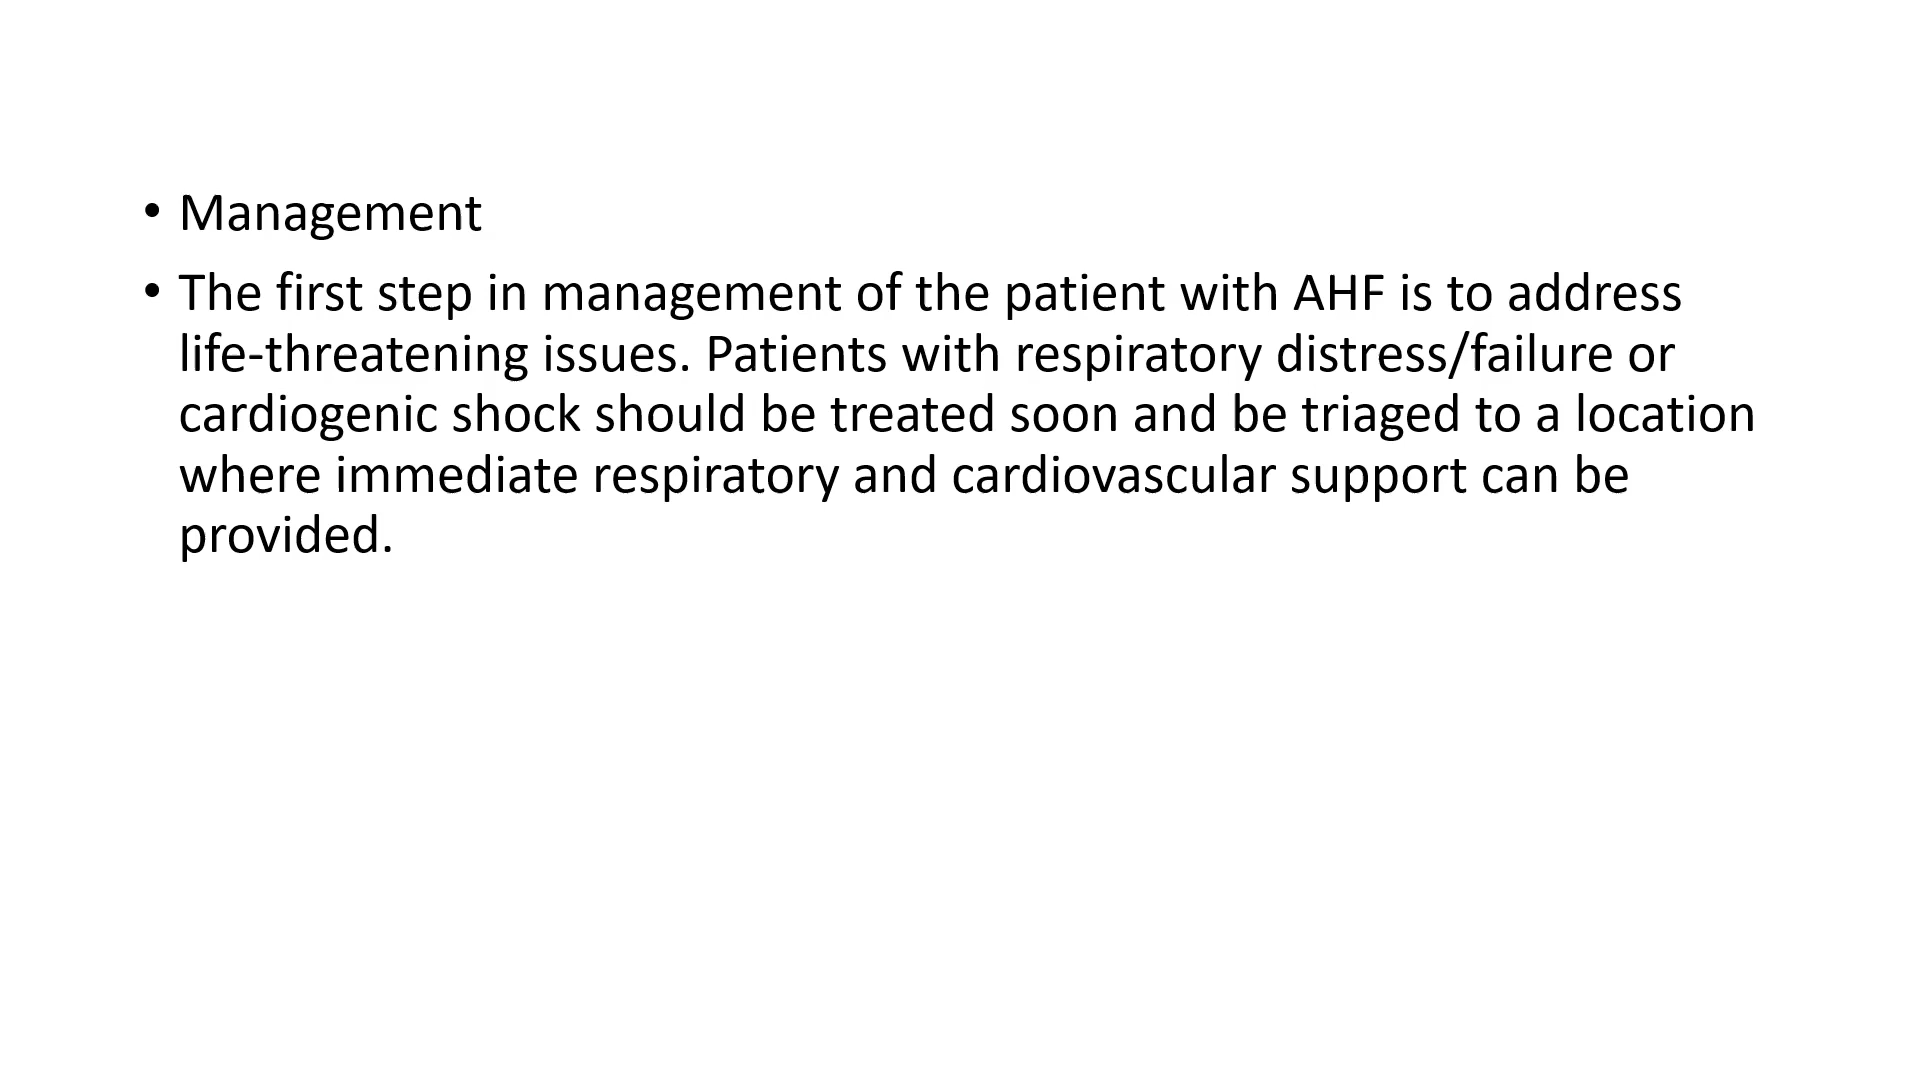 • Management
• The first step in management of the patient with AHF is to address
life-threatening issues. Patients with respiratory distress/failure or
cardiogenic shock should be treated soon and be triaged to a location
where immediate respiratory and cardiovascular support can be
provided.